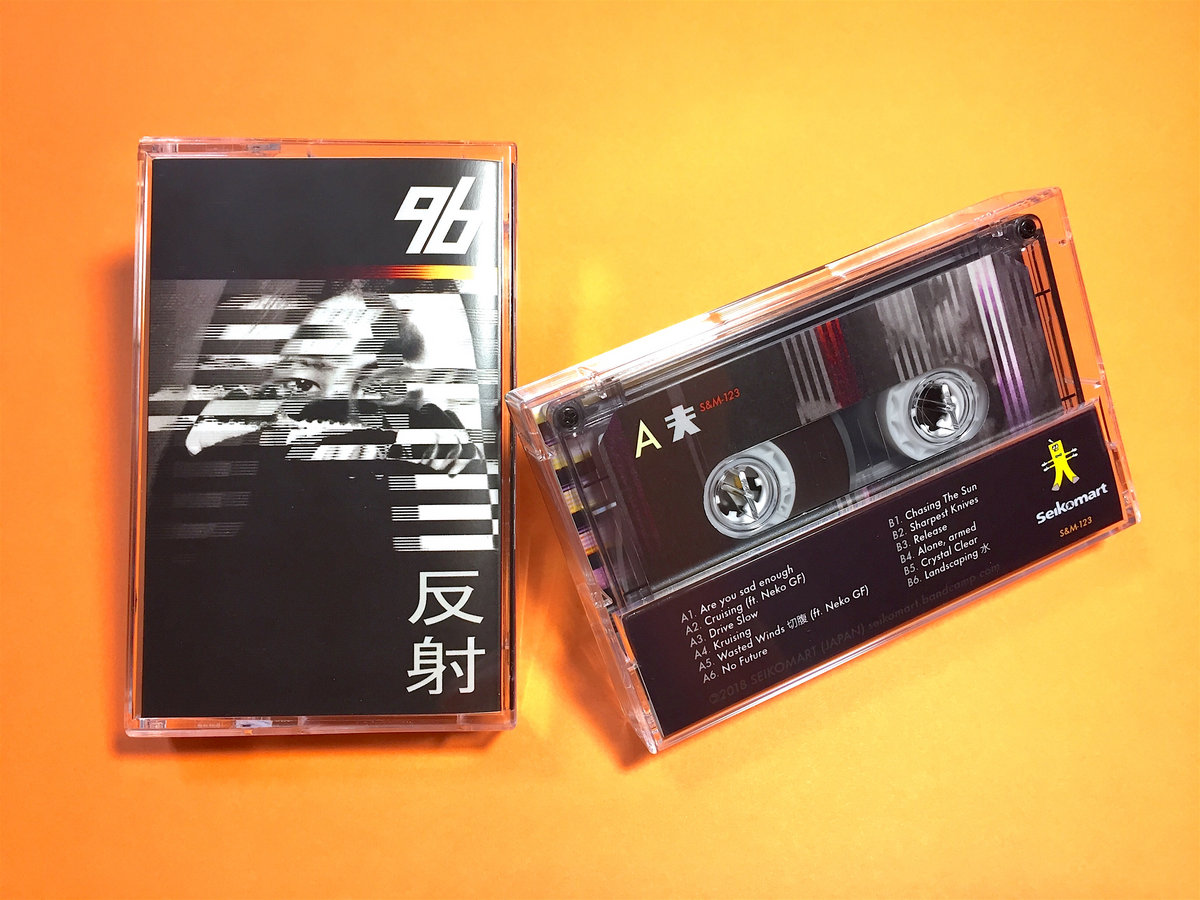 96
反
射
A
S&M-123
A1. Are you sad enough
A2. Cruising (ft. Neko GF)
A3. Drive Slow
A4. Kruising
A5. Wasted Winds 切腹 (ft. Neko GF)
A6. No Future
B1. Chasing The Sun
B2. Sharpest Knives
B3. Release
B4. Alone, armed
B5. Crystal Clear
B6. Landscaping 水
Seikomart
S&M-123
©2018 SEIKOMART (JAPAN) seikomart.bandcamp.com